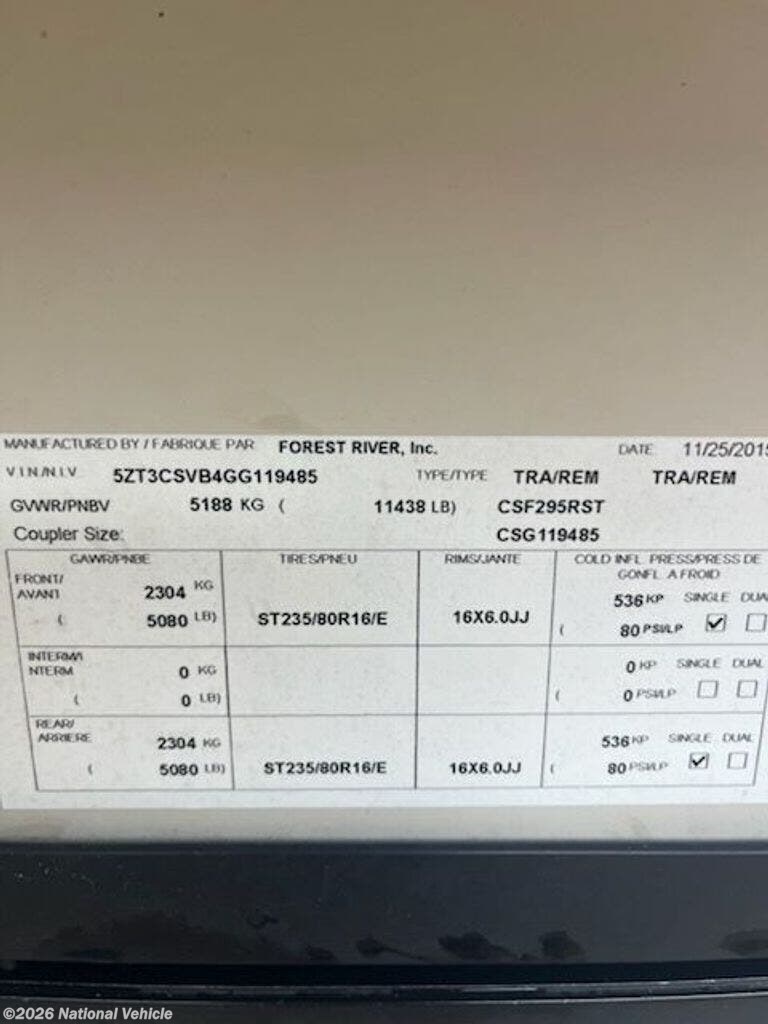 MANUFACTURED BY / FABRIQUE PAR FOREST RIVER, Inc. DATE 11/25/2015
V.I.N./N.I.V. 5ZT3CSVB4GG119485 TYPE/TYPE TRA/REM TRA/REM
GVWR/PNBV 5188 KG ( 11438 LB) CSF295RST
Coupler Size: CSG119485
GAWR/PNBE TIRES/PNEU RIMS/JANTE COLD INFL. PRESS/PRESS DE
GONFL. A FROID
FRONT/
AVANT 2304 KG 536 KP SINGLE DUA
( 5080 LB) ST235/80R16/E 16X6.0JJ ( 80 PSI/LP
INTERM/I
NTERM 0 KG 0 KP SINGLE DUAL
( 0 LB) ( 0 PSI/LP
REAR/
ARRIERE 2304 KG 536 KP SINGLE DUAL
( 5080 LB) ST235/80R16/E 16X6.0JJ ( 80 PSI/LP
©2026 National Vehicle